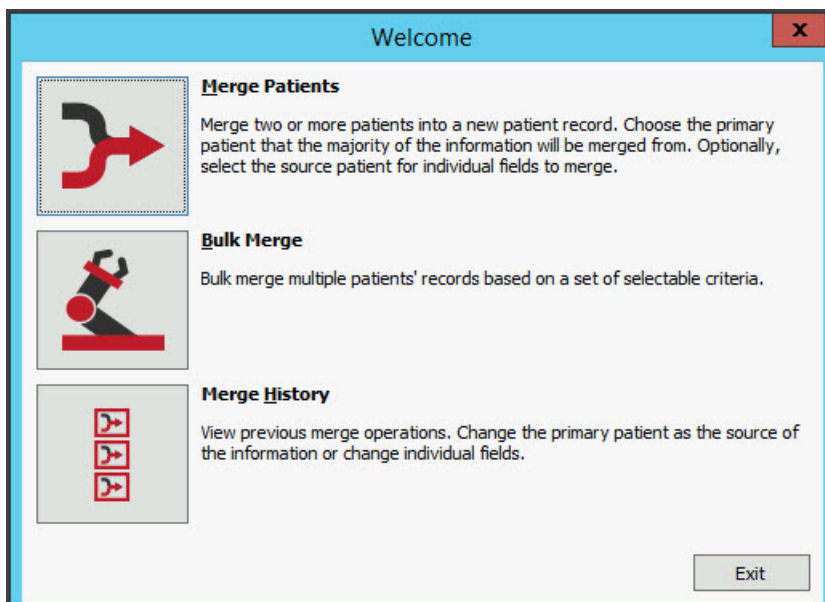 Welcome
x
Merge Patients
Merge two or more patients into a new patient record. Choose the primary
patient that the majority of the information will be merged from. Optionally,
select the source patient for individual fields to merge.
Bulk Merge
Bulk merge multiple patients' records based on a set of selectable criteria.
Merge History
View previous merge operations. Change the primary patient as the source of
the information or change individual fields.
Exit